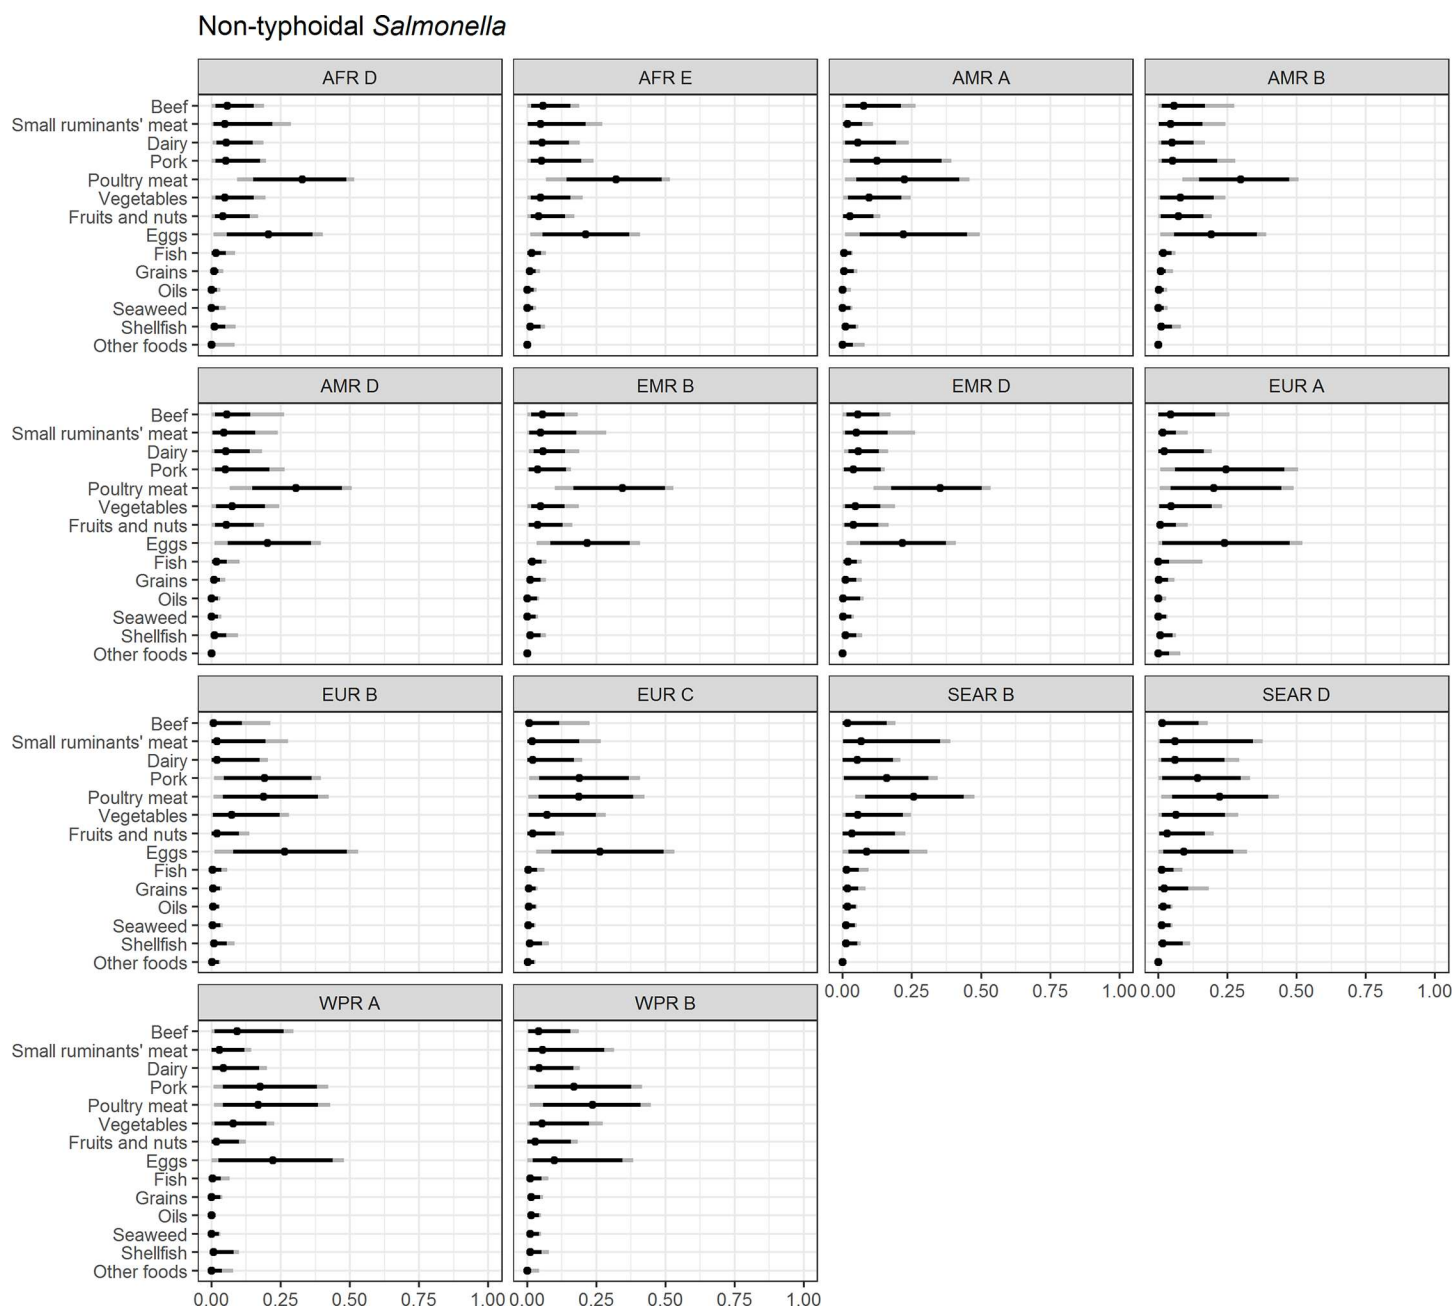 Non-typhoidal Salmonella
AFR D AFR E AMR A AMR B
Beef
Small ruminants' meat
Dairy
Pork
Poultry meat
Vegetables
Fruits and nuts
Eggs
Fish
Grains
Oils
Seaweed
Shellfish
Other foods
AMR D EMR B EMR D EUR A
Beef
Small ruminants' meat
Dairy
Pork
Poultry meat
Vegetables
Fruits and nuts
Eggs
Fish
Grains
Oils
Seaweed
Shellfish
Other foods
EUR B EUR C SEAR B SEAR D
Beef
Small ruminants' meat
Dairy
Pork
Poultry meat
Vegetables
Fruits and nuts
Eggs
Fish
Grains
Oils
Seaweed
Shellfish
Other foods
0.00 0.25 0.50 0.75 1.00 0.00 0.25 0.50 0.75 1.00
WPR A WPR B
Beef
Small ruminants' meat
Dairy
Pork
Poultry meat
Vegetables
Fruits and nuts
Eggs
Fish
Grains
Oils
Seaweed
Shellfish
Other foods
0.00 0.25 0.50 0.75 1.00 0.00 0.25 0.50 0.75 1.00